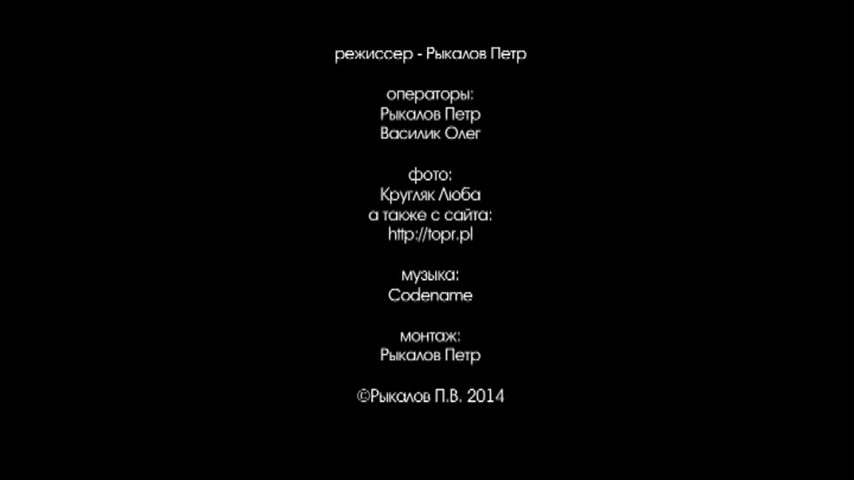 режиссер - Рыкалов Петр
операторы:
Рыкалов Петр
Василик Олег
фото:
Кругляк Люба
а также с сайта:
http://topr.pl
музыка:
Codename
монтаж:
Рыкалов Петр
©Рыкалов П.В. 2014